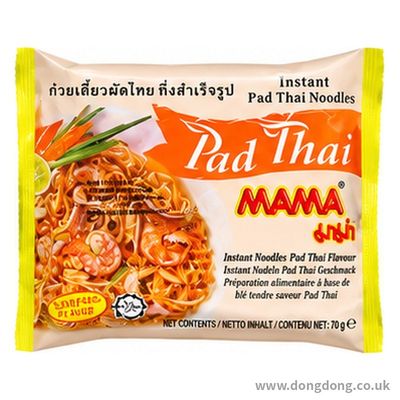 ก๋วยเตี๋ยวผัดไทย กึ่งสำเร็จรูป
Instant
Pad Thai Noodles
Pad Thai
MAMA®
มาม่า
Instant Noodles Pad Thai Flavour
Instant Nudeln Pad Thai Geschmack
Préparation alimentaire à base de
blé tendre saveur Pad Thai
NET CONTENTS / NETTO INHALT / CONTENU NET: 70 g e
www.dongdong.co.uk